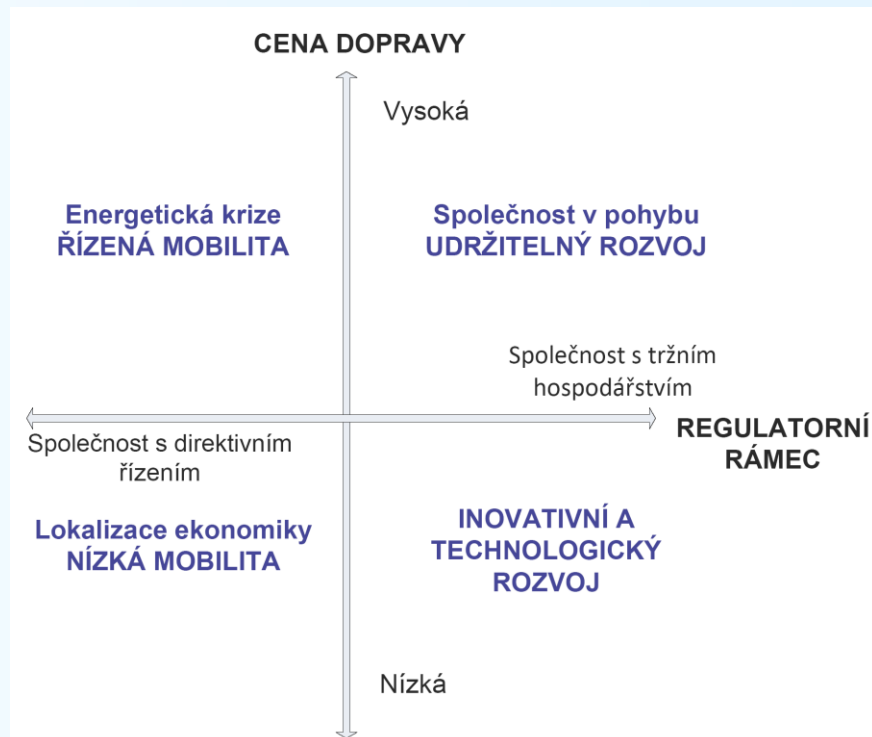 CENA DOPRAVY
Vysoká
Energetická krize
ŘÍZENÁ MOBILITA
Společnost v pohybu
UDRŽITELNÝ ROZVOJ
Společnost s tržním
hospodářstvím
REGULATORNÍ
RÁMEC
Společnost s direktivním
řízením
Lokalizace ekonomiky
NÍZKÁ MOBILITA
INOVATIVNÍ A
TECHNOLOGICKÝ
ROZVOJ
Nízká